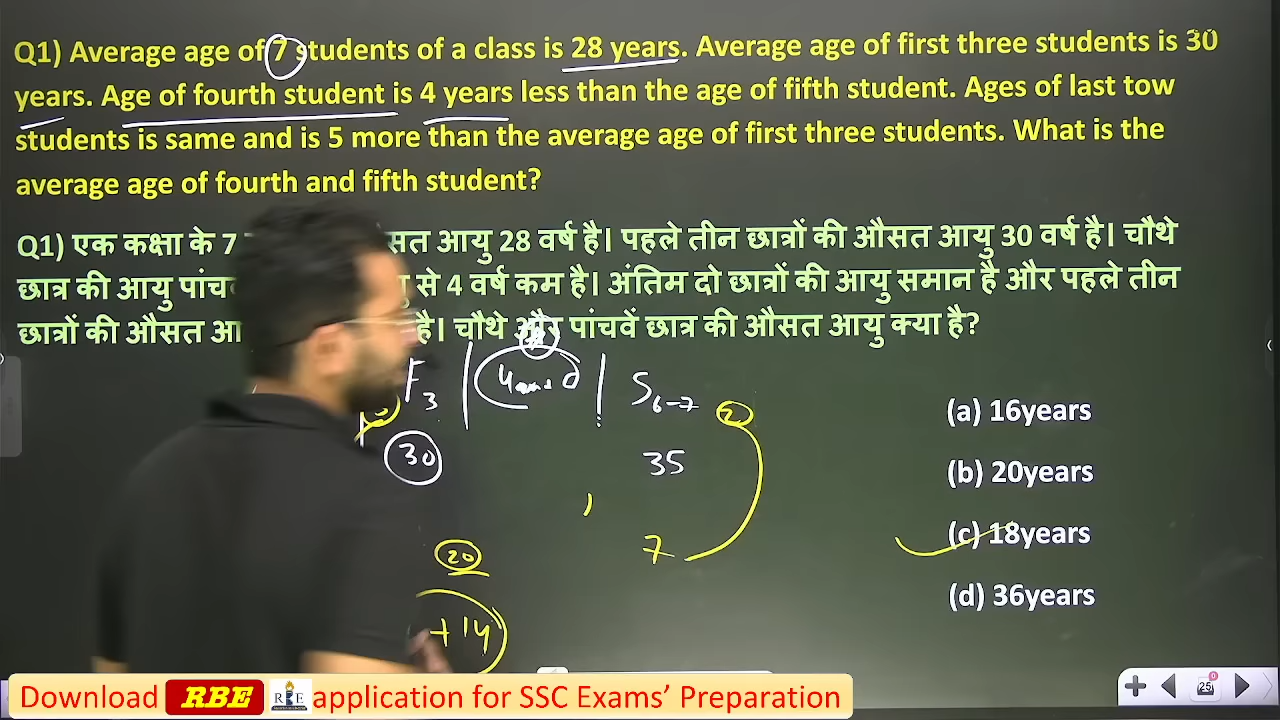 Q1) Average age of 7 students of a class is 28 years. Average age of first three students is 30
years. Age of fourth student is 4 years less than the age of fifth student. Ages of last tow
students is same and is 5 more than the average age of first three students. What is the
average age of fourth and fifth student?
Q1) एक कक्षा के 7 आयु 28 वर्ष है। पहले तीन छात्रों की औसत आयु 30 वर्ष है। चौथे
छात्र की आयु से 4 वर्ष कम है। अंतिम दो छात्रों की आयु समान है और पहले तीन
छात्रों की औसत है। चौथे और पांचवें छात्र की औसत आयु क्या है?
F3 S6-7
30 35
7
20
+14
(a) 16years
(b) 20years
(c) 18years
(d) 36years
Download RBE application for SSC Exams' Preparation
25